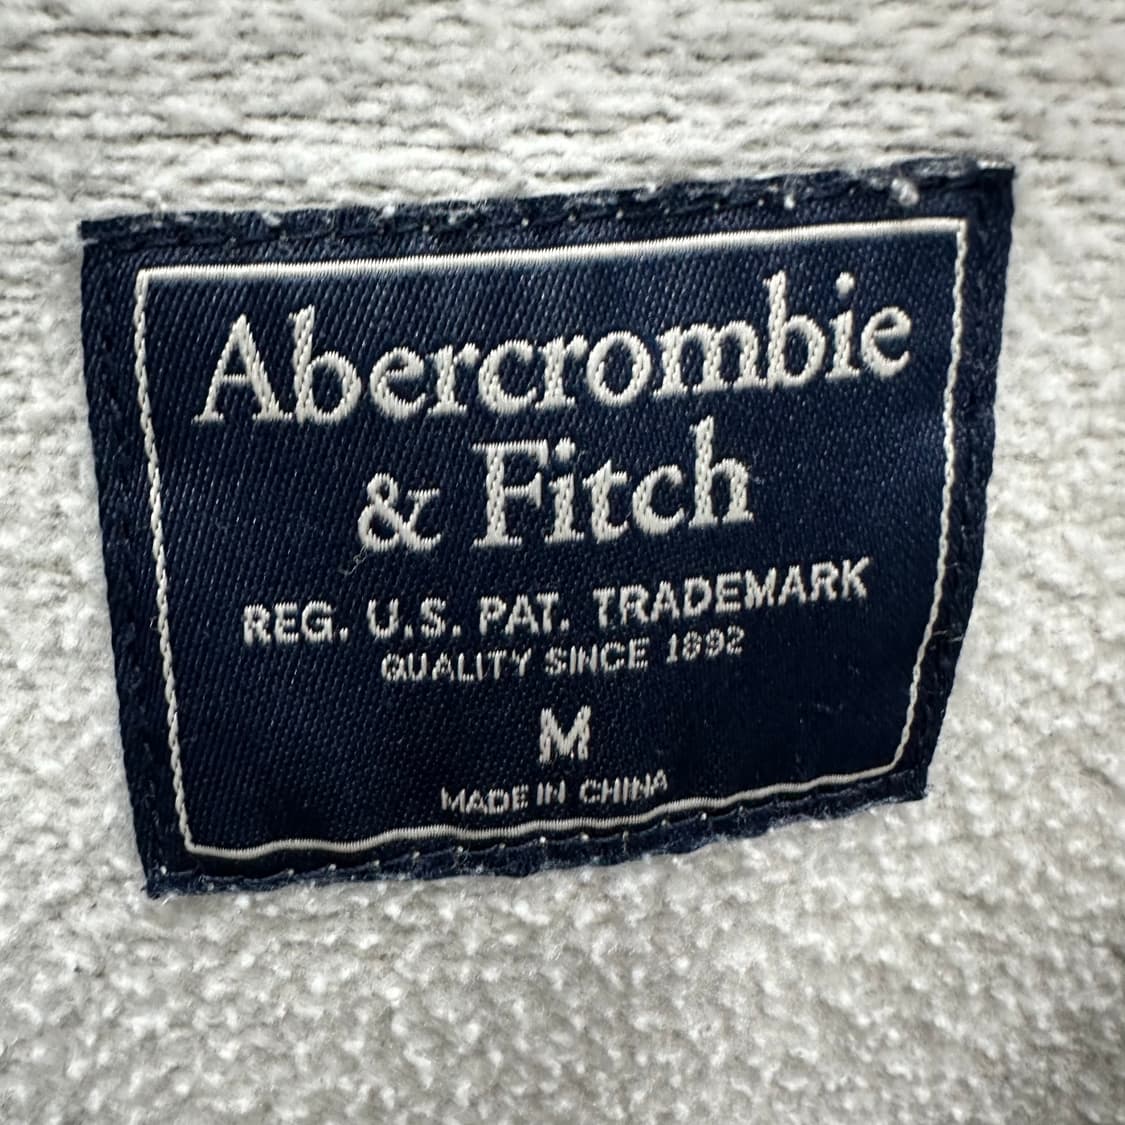 Abercrombie
& Fitch
REG. U.S. PAT. TRADEMARK
QUALITY SINCE 1892
M
MADE IN CHINA